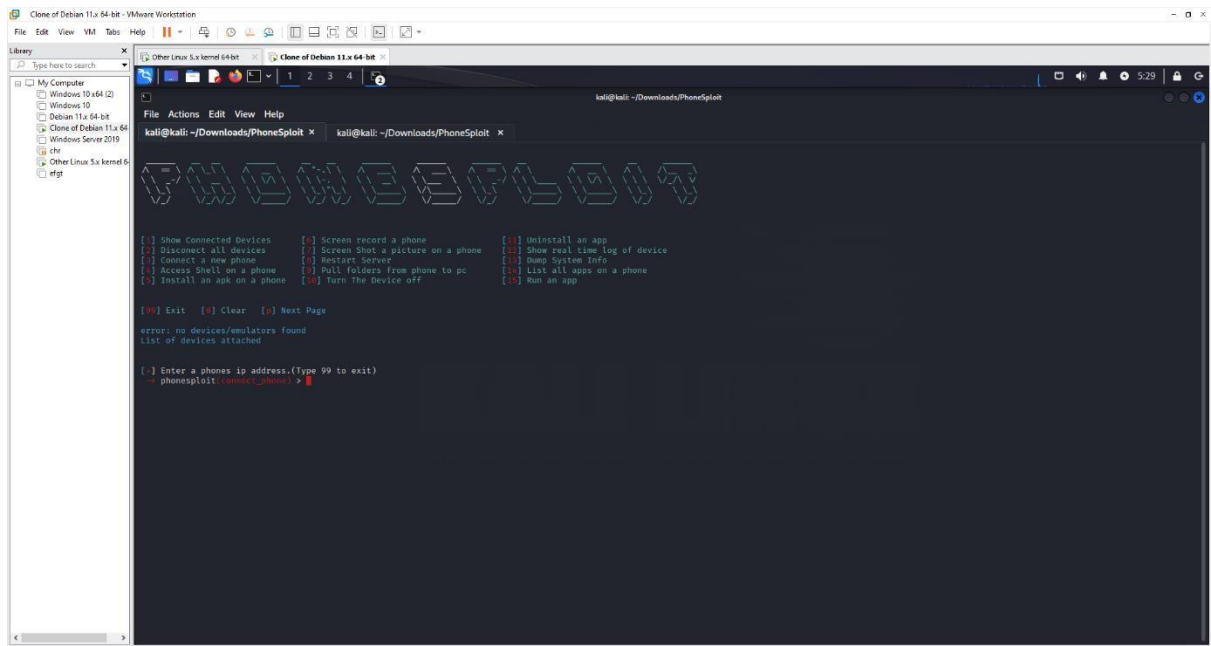 Clone of Debian 11.x 64-bit - VMware Workstation
File Edit View VM Tabs Help
Library
Type here to search
My Computer
Windows 10 x64 (2)
Windows 10
Debian 11.x 64-bit
Clone of Debian 11.x 64
Windows Server 2019
chr
Other Linux 5.x kernel 6
efgt
Other Linux 5.x kernel 64-bit
Clone of Debian 11.x 64-bit
1 2 3 4
2
5:29
kali@kali: ~/Downloads/PhoneSploit
File Actions Edit View Help
kali@kali: ~/Downloads/PhoneSploit
kali@kali: ~/Downloads/PhoneSploit
[1] Show Connected Devices [6] Screen record a phone [11] Uninstall an app
[2] Disconect all devices [7] Screen Shot a picture on a phone [12] Show real time log of device
[3] Connect a new phone [8] Restart Server [13] Dump System Info
[4] Access Shell on a phone [9] Pull folders from phone to pc [14] List all apps on a phone
[5] Install an apk on a phone [10] Turn The Device off [15] Run an app
[99] Exit [0] Clear [p] Next Page
error: no devices/emulators found
List of devices attached
[+] Enter a phones ip address.(Type 99 to exit)
→ phonesploit(connect_phone) >